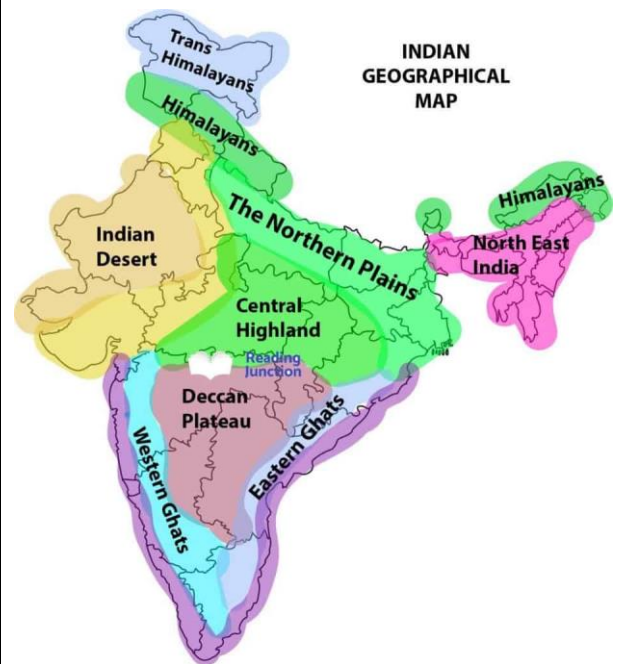 INDIAN
GEOGRAPHICAL
MAP
Trans
Himalayans
Himalayans
Himalayans
The Northern Plains
North East
India
Indian
Desert
Central
Highland
Reading
Junction
Deccan
Plateau
Western Ghats
Eastern Ghats